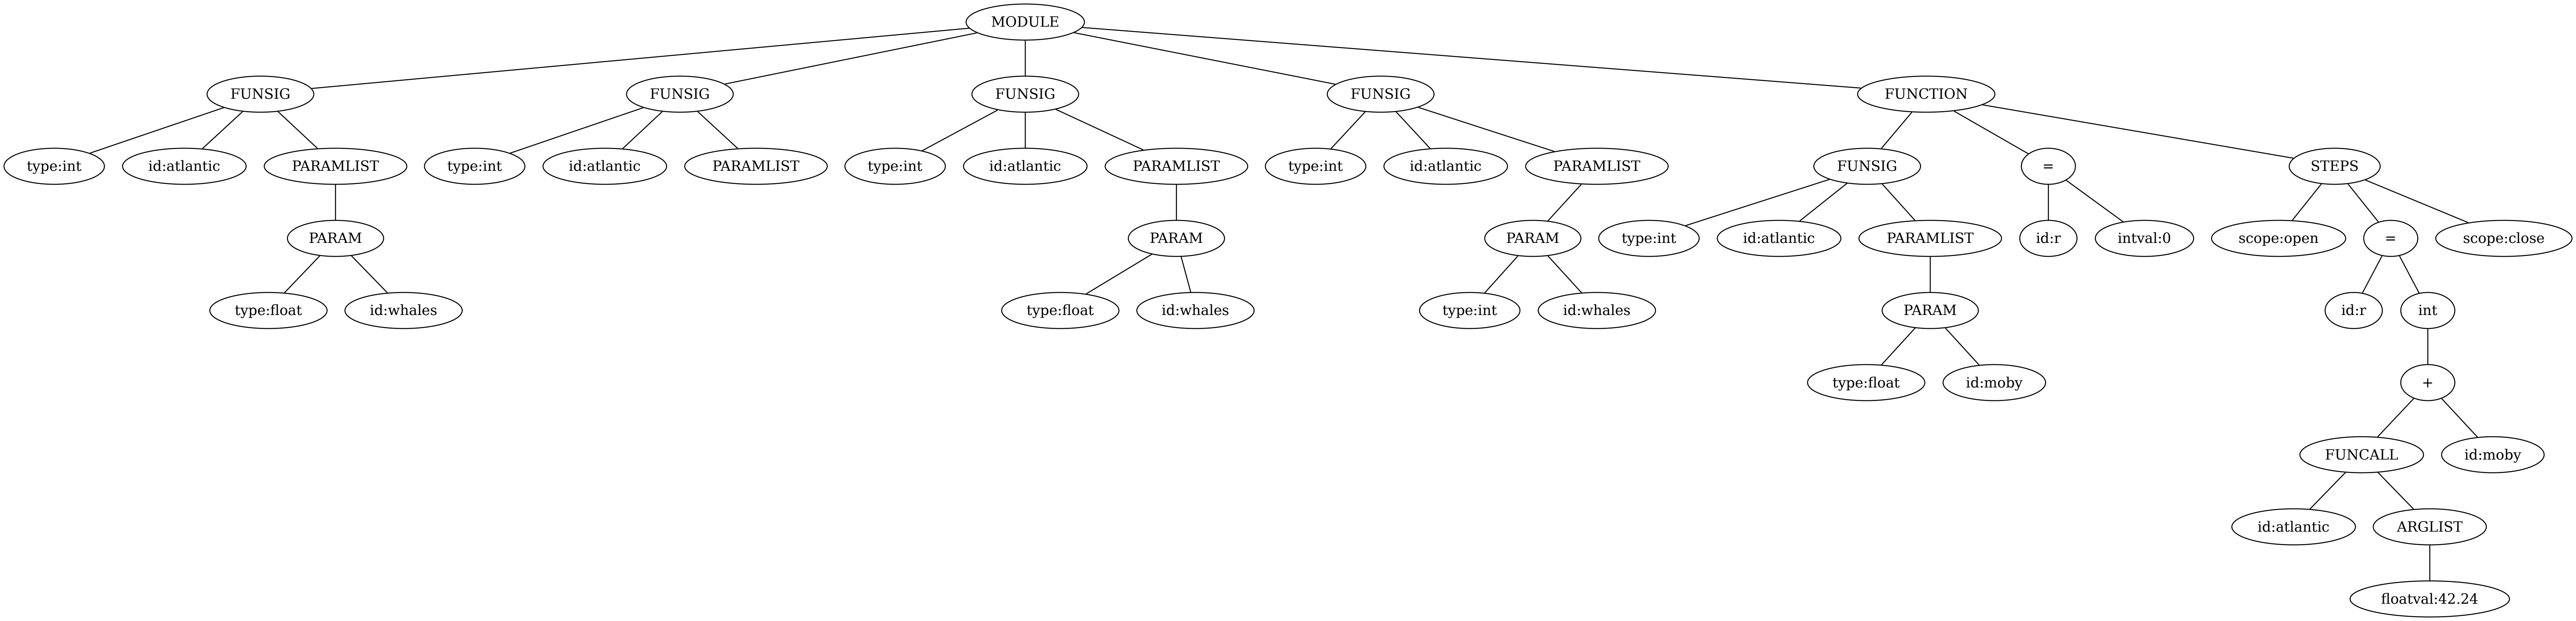 MODULE
FUNSIG FUNSIG FUNSIG FUNSIG FUNCTION
type:int id:atlantic PARAMLIST type:int id:atlantic PARAMLIST type:int id:atlantic PARAMLIST type:int id:atlantic PARAMLIST FUNSIG = STEPS
PARAM PARAM PARAM type:int id:atlantic PARAMLIST id:r intval:0 scope:open = scope:close
type:float id:whales type:float id:whales type:int id:whales PARAM id:r int
type:float id:moby +
FUNCALL id:moby
id:atlantic ARGLIST
floatval:42.24